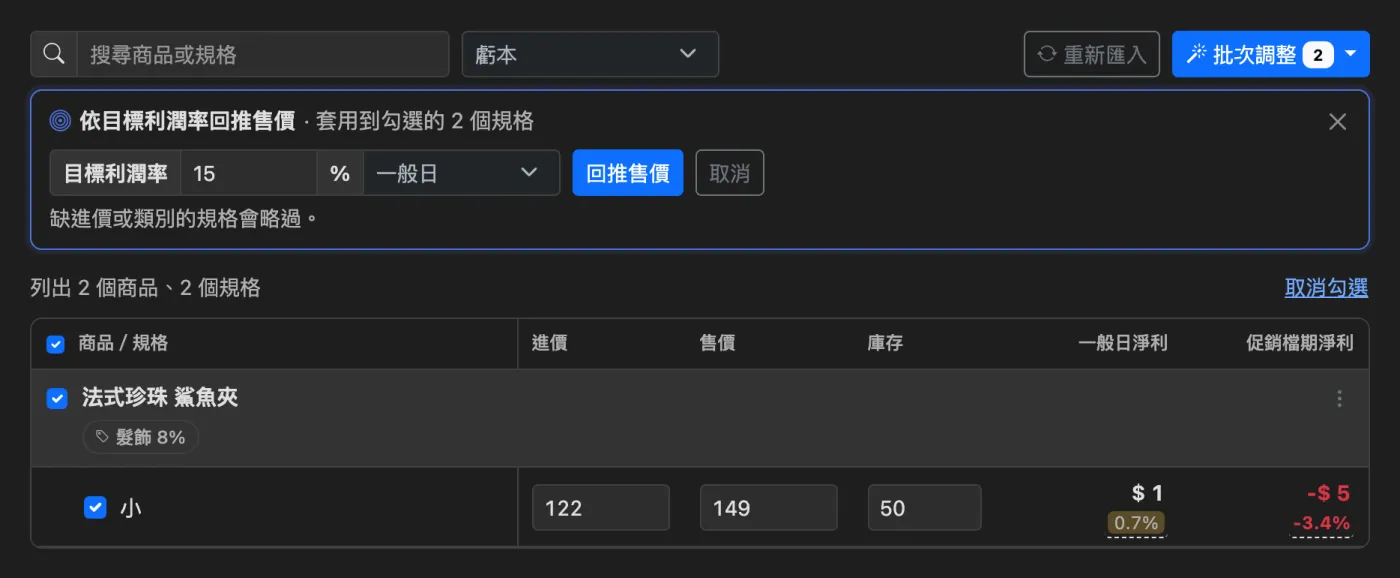 搜尋商品或規格 虧本 重新匯入 批次調整 2
依目標利潤率回推售價 · 套用到勾選的 2 個規格
目標利潤率 15 % 一般日 回推售價 取消
缺進價或類別的規格會略過。
列出 2 個商品、2 個規格 取消勾選
商品 / 規格 進價 售價 庫存 一般日淨利 促銷檔期淨利
法式珍珠 鯊魚夾
髮飾 8%
小 122 149 50 $ 1 -$ 5
0.7% -3.4%